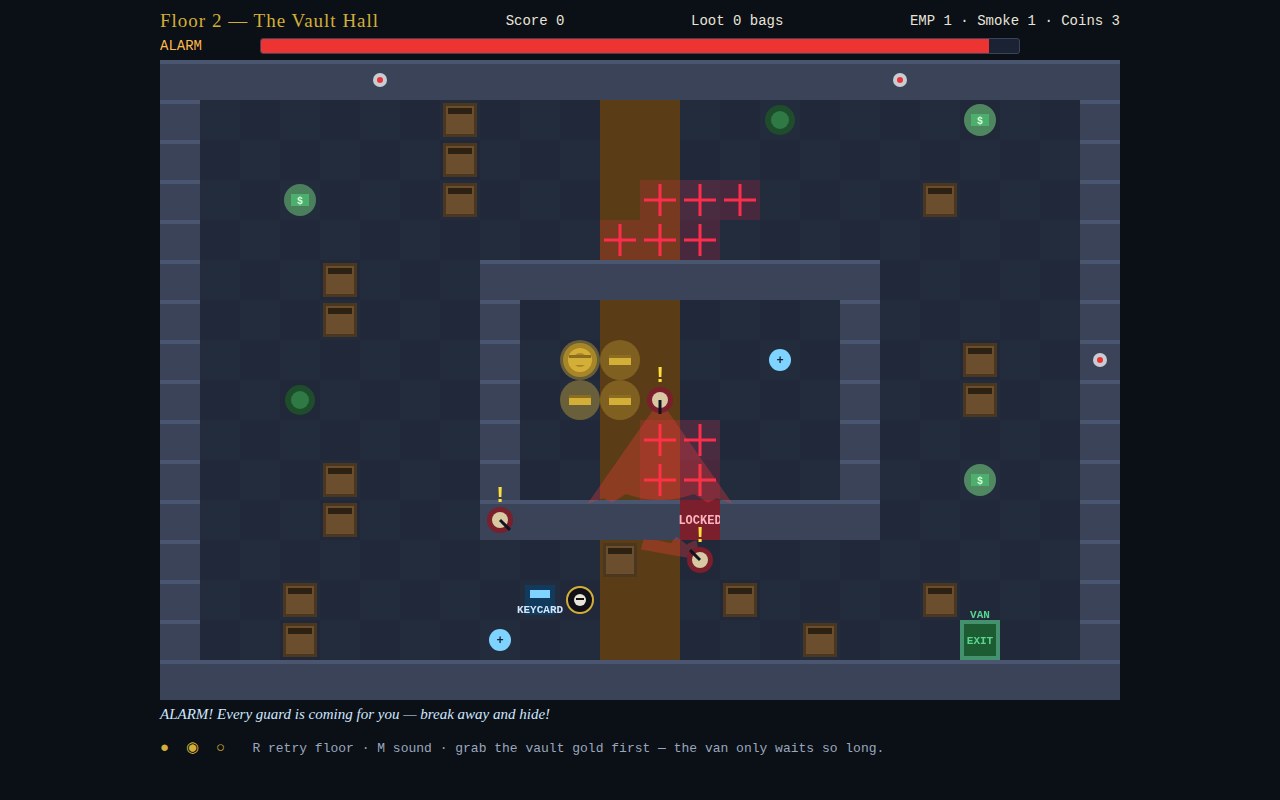 Floor 2 — The Vault Hall
Score 0
Loot 0 bags
EMP 1 · Smoke 1 · Coins 3
ALARM
$
$
!
+
$
!
LOCKED
!
KEYCARD
+
VAN
EXIT
ALARM! Every guard is coming for you — break away and hide!
R retry floor · M sound · grab the vault gold first — the van only waits so long.